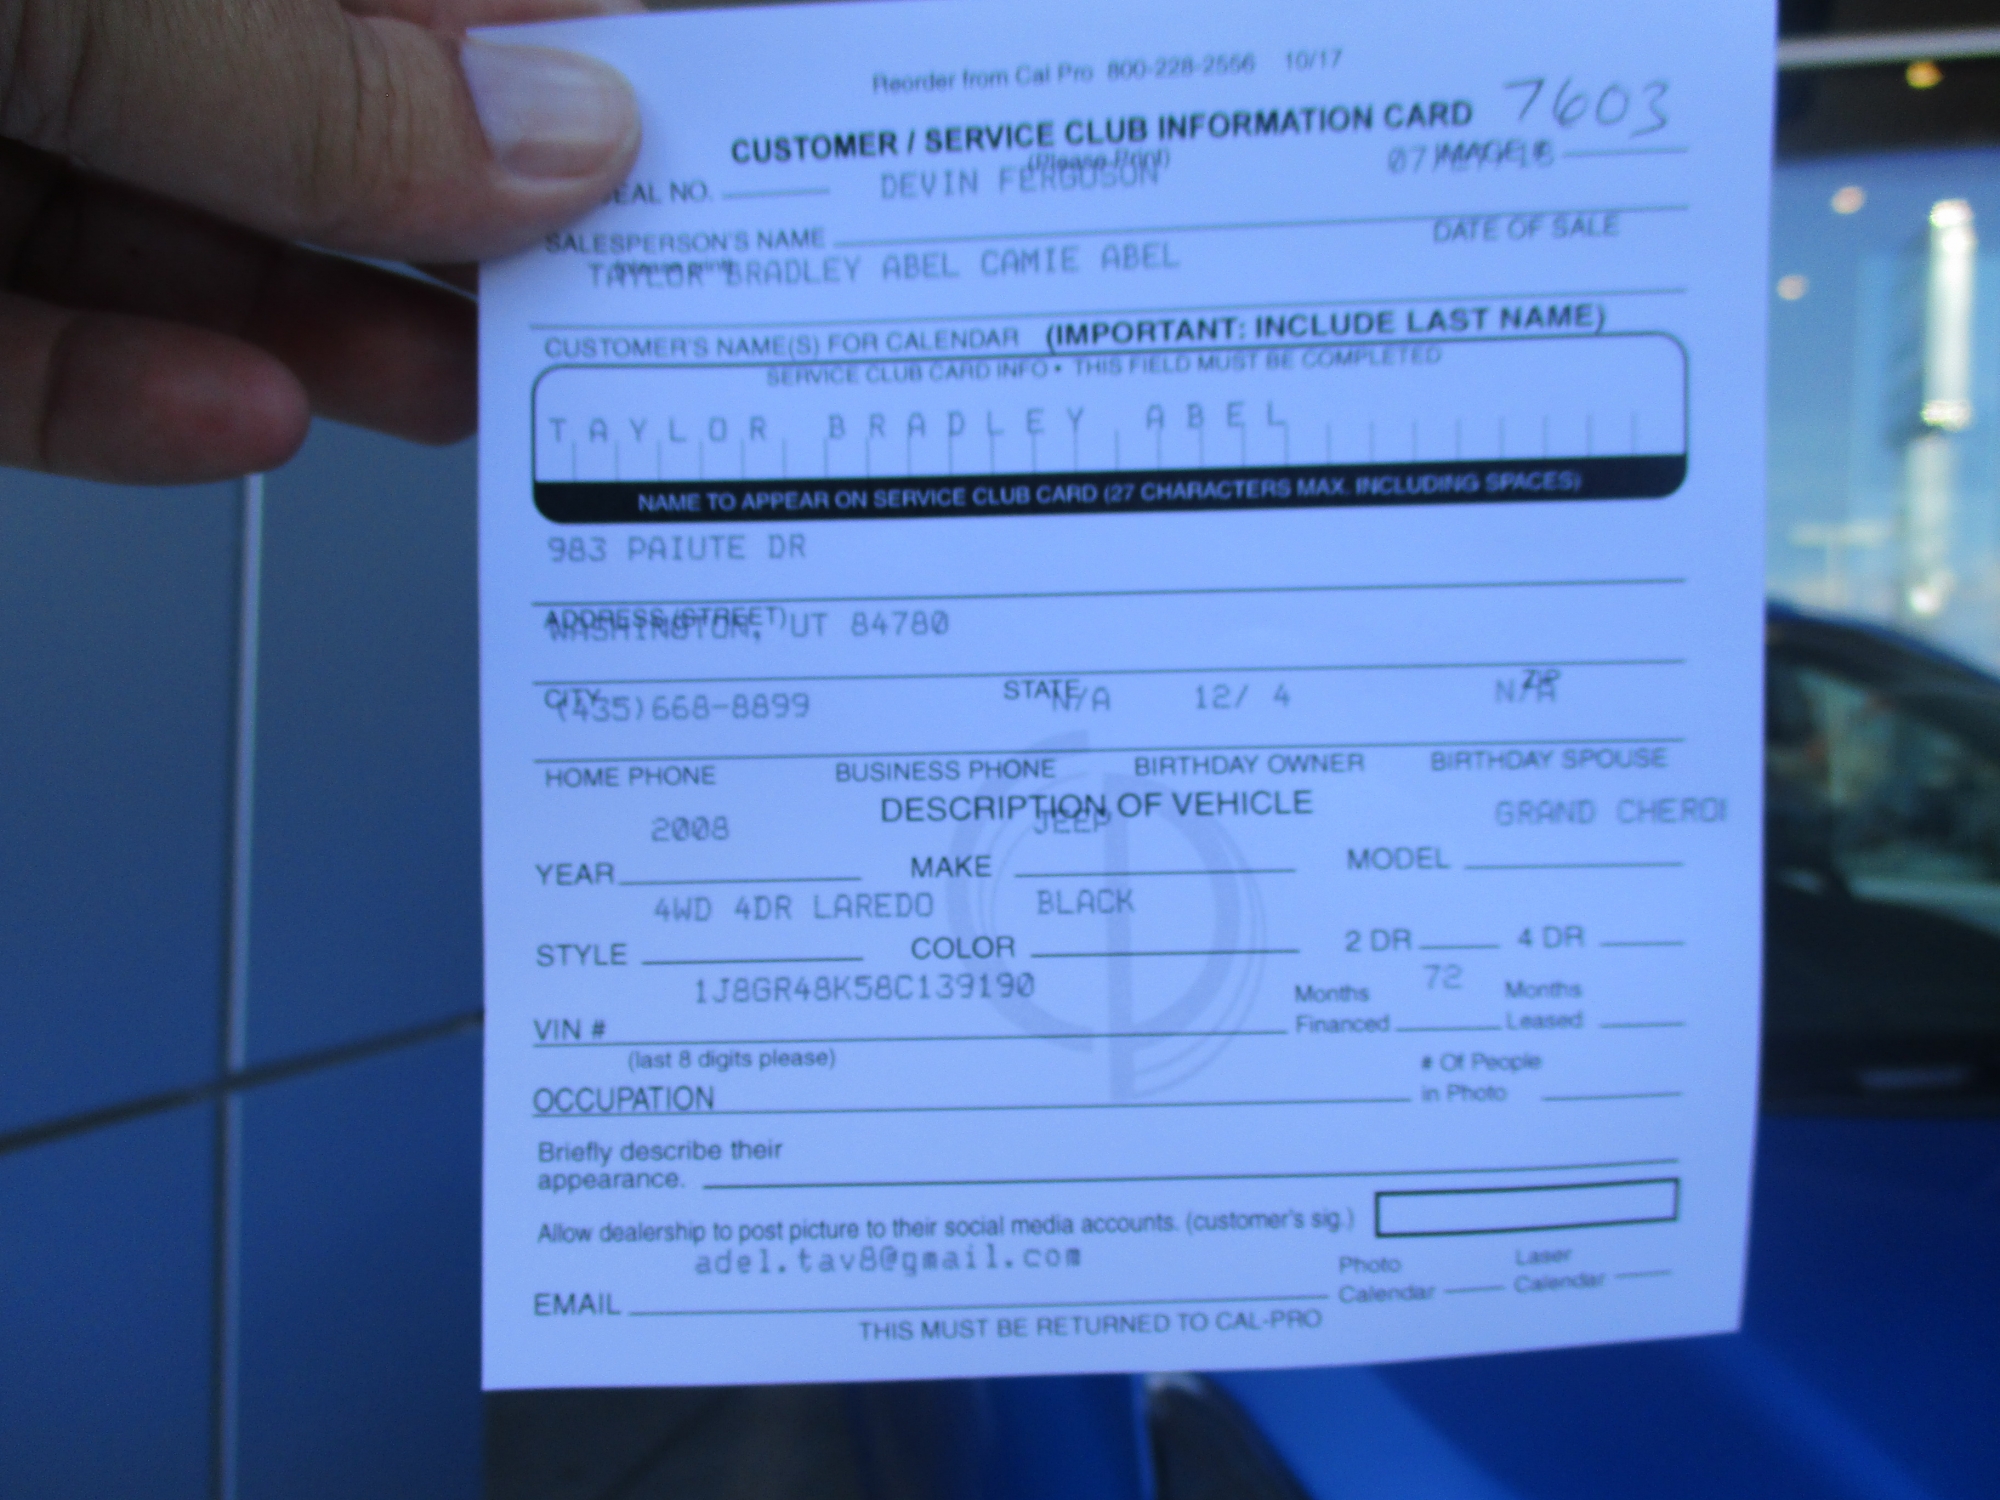 Reorder from Cal Pro 800-228-2556 10/17
CUSTOMER / SERVICE CLUB INFORMATION CARD 7603
(Please Print)
EAL NO. DEVIN FERGUSON IMAGE
SALESPERSON'S NAME DATE OF SALE
(please print)
TAYLOR BRADLEY ABEL CAMIE ABEL
CUSTOMER'S NAME(S) FOR CALENDAR (IMPORTANT: INCLUDE LAST NAME)
SERVICE CLUB CARD INFO • THIS FIELD MUST BE COMPLETED
TAYLOR BRADLEY ABEL
NAME TO APPEAR ON SERVICE CLUB CARD (27 CHARACTERS MAX. INCLUDING SPACES)
983 PAIUTE DR
ADDRESS (STREET)
WASHINGTON, UT 84780
CITY STATE ZIP
(435)668-8899 N/A 12/ 4 N/A
HOME PHONE BUSINESS PHONE BIRTHDAY OWNER BIRTHDAY SPOUSE
DESCRIPTION OF VEHICLE
2008 JEEP GRAND CHEROK
YEAR MAKE MODEL
4WD 4DR LAREDO BLACK
STYLE COLOR 2 DR 4 DR
1J8GR48K58C139190 72
VIN # Months Financed Months Leased
(last 8 digits please)
OCCUPATION # Of People in Photo
Briefly describe their
appearance.
Allow dealership to post picture to their social media accounts. (customer's sig.)
adel.tav8@gmail.com
EMAIL Photo Calendar Laser Calendar
THIS MUST BE RETURNED TO CAL-PRO